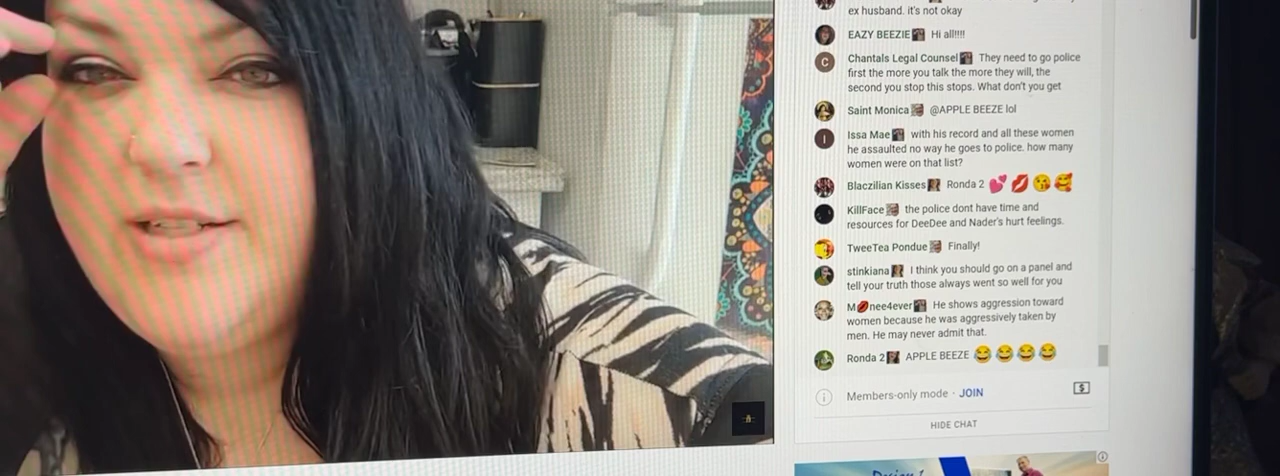 ex husband. it's not okay
EAZY BEEZIE Hi all!!!!
Chantals Legal Counsel They need to go police
first the more you talk the more they will, the
second you stop this stops. What don't you get
Saint Monica @APPLE BEEZE lol
Issa Mae with his record and all these women
he assaulted no way he goes to police. how many
women were on that list?
Blaczilian Kisses Ronda 2 💕💋😘🥰
KillFace the police dont have time and
resources for DeeDee and Nader's hurt feelings.
TweeTea Pondue Finally!
stinkiana I think you should go on a panel and
tell your truth those always went so well for you
M💋nee4ever He shows aggression toward
women because he was aggressively taken by
men. He may never admit that.
Ronda 2 APPLE BEEZE 😂😂😂😂
Members-only mode · JOIN
HIDE CHAT